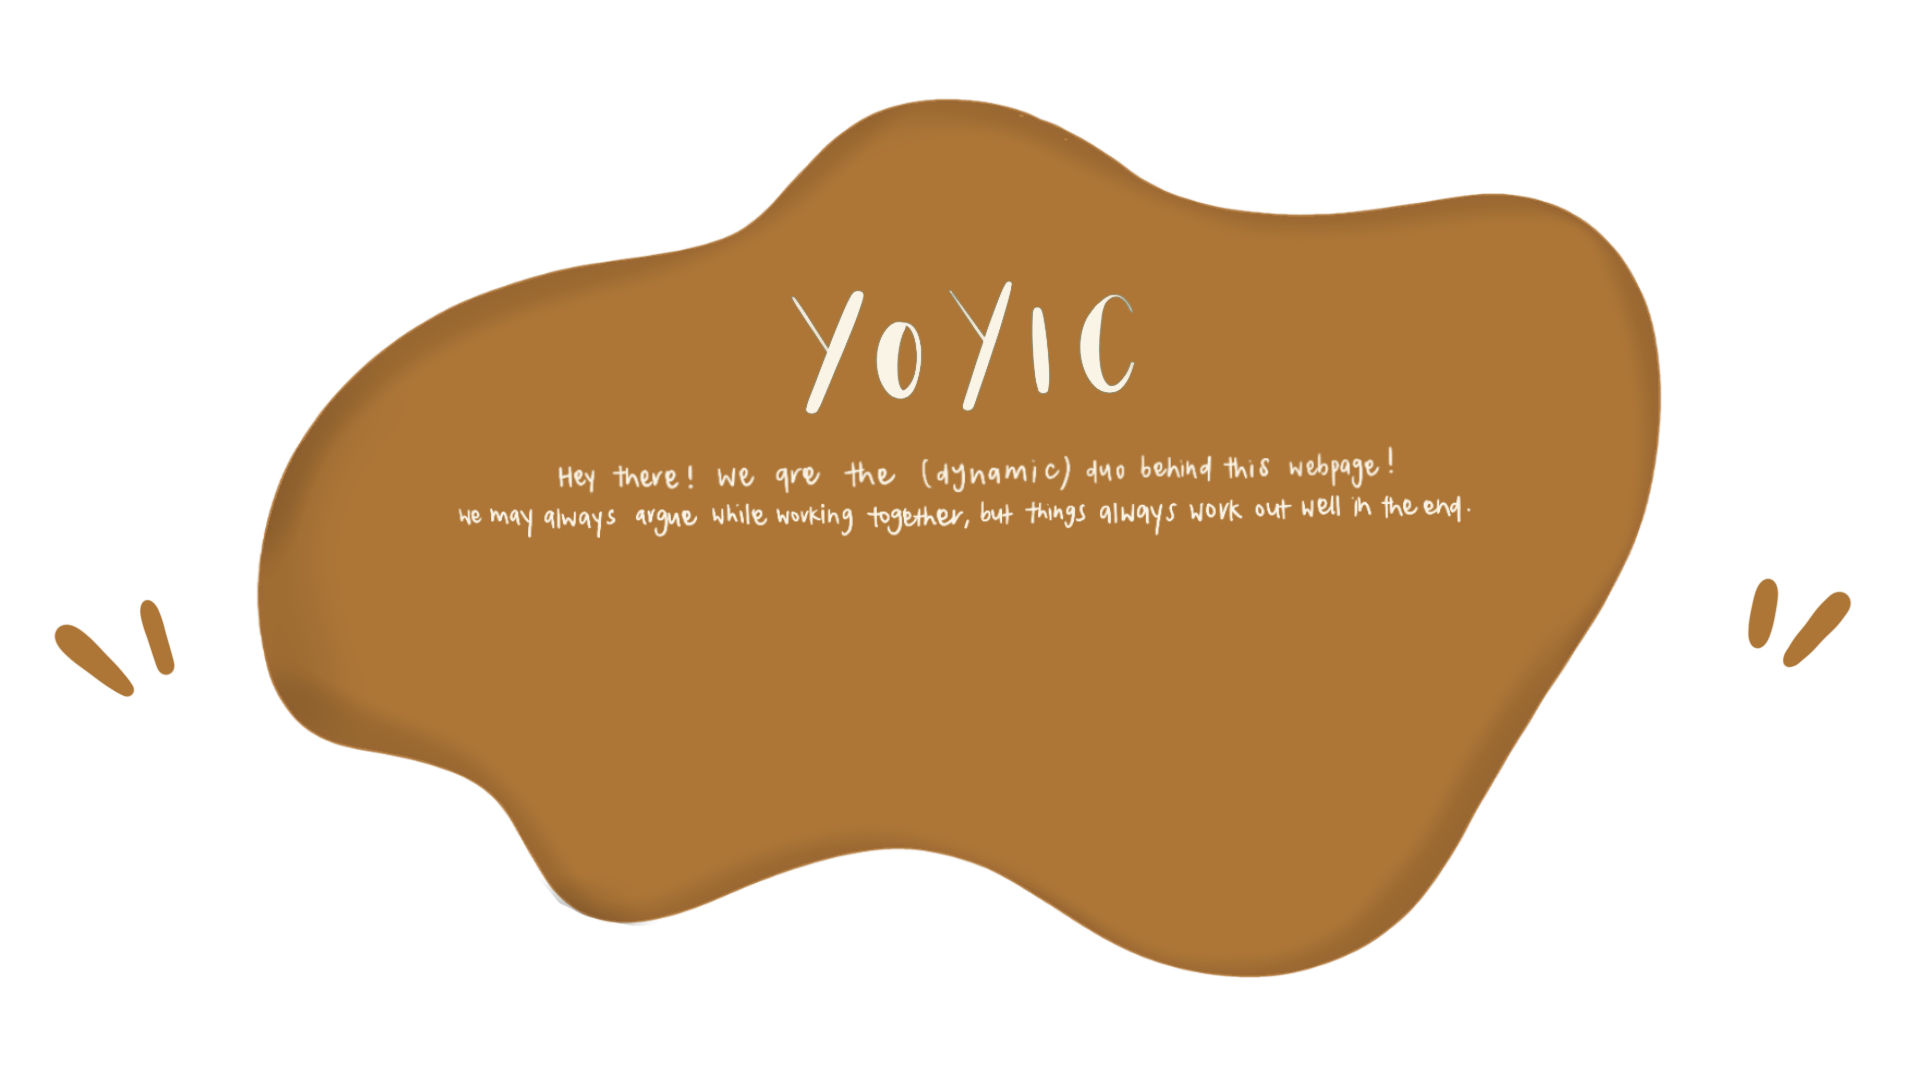 YoYIC
Hey there! we are the (dynamic) duo behind this webpage!
we may always argue while working together, but things always work out well in the end.